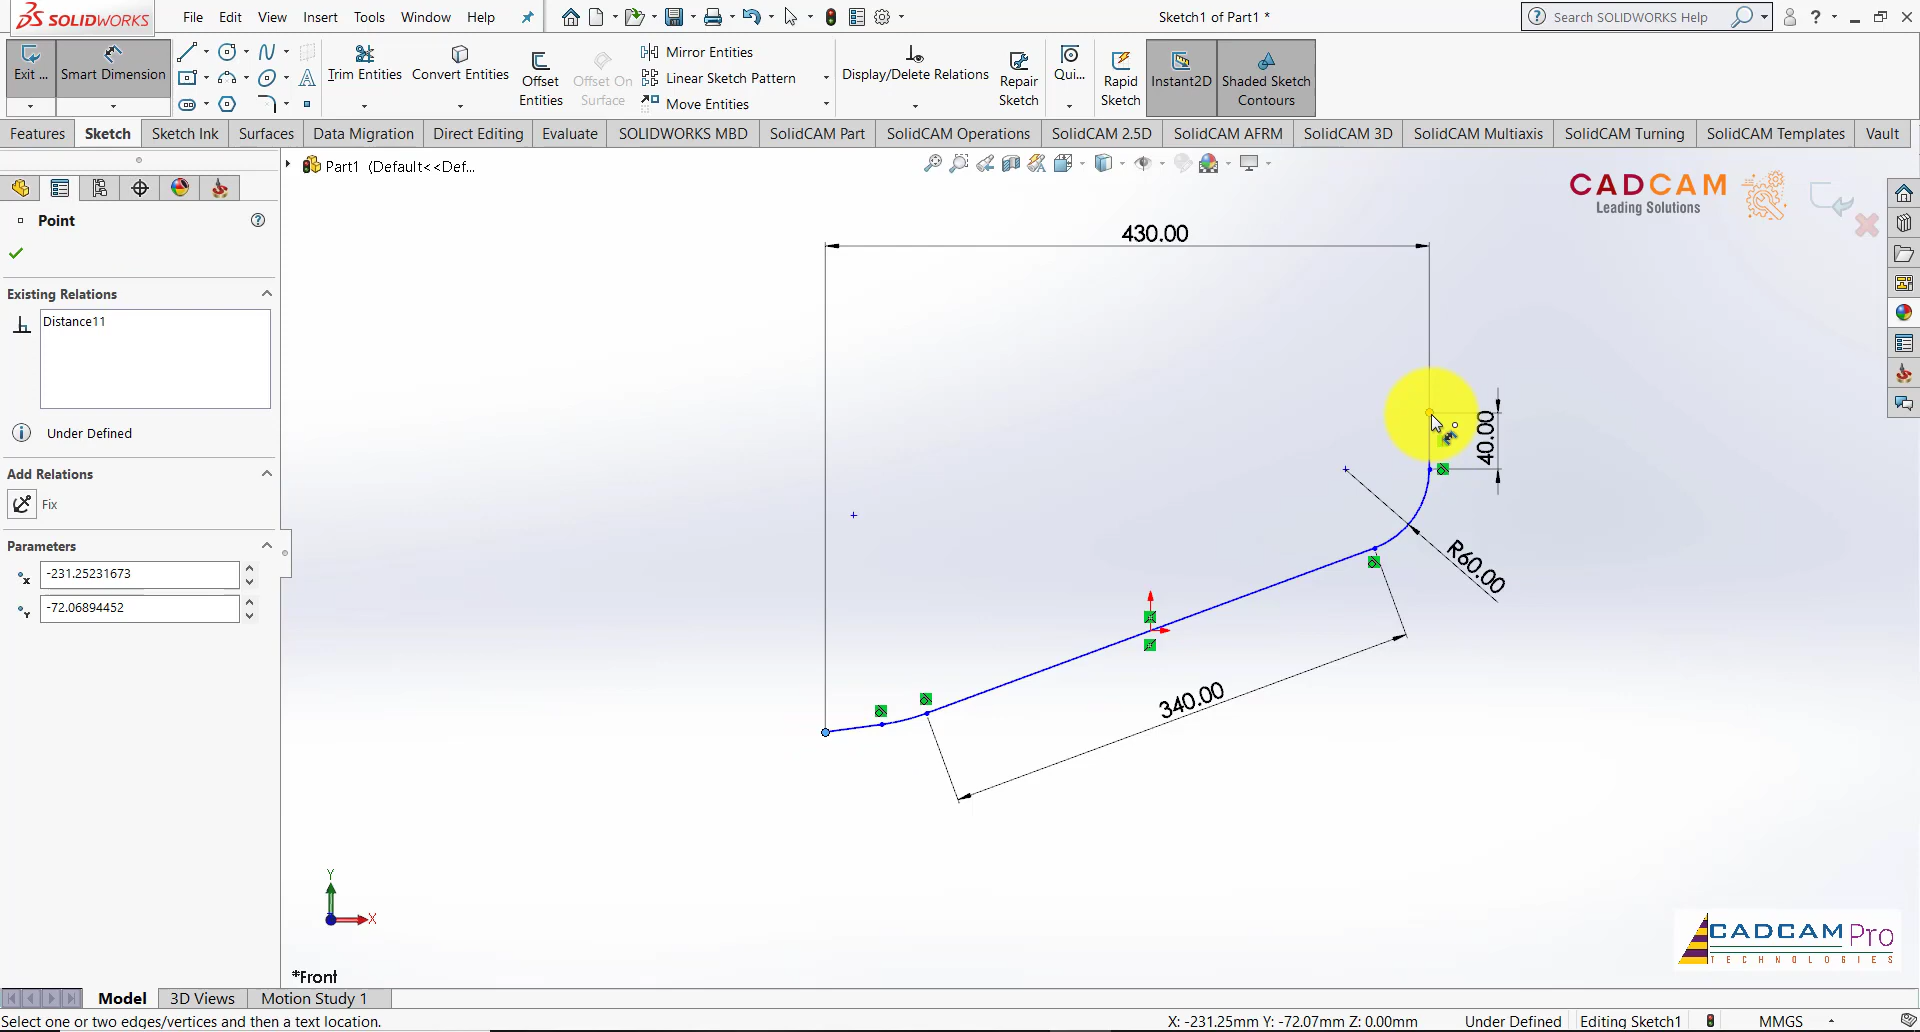 SOLIDWORKS
File Edit View Insert Tools Window Help
Sketch1 of Part1 *
Search SOLIDWORKS Help
Exit ...
Smart Dimension
Trim Entities
Convert Entities
Offset Entities
Offset On Surface
Mirror Entities
Linear Sketch Pattern
Move Entities
Display/Delete Relations
Repair Sketch
Qui...
Rapid Sketch
Instant2D
Shaded Sketch Contours
Features Sketch Sketch Ink Surfaces Data Migration Direct Editing Evaluate SOLIDWORKS MBD SolidCAM Part SolidCAM Operations SolidCAM 2.5D SolidCAM AFRM SolidCAM 3D SolidCAM Multiaxis SolidCAM Turning SolidCAM Templates Vault
Part1 (Default<<Def...
CADCAM
Leading Solutions
Point
Existing Relations
Distance11
Under Defined
Add Relations
Fix
Parameters
-231.25231673
-72.06894452
430.00
40.00
R60.00
340.00
Y
X
*Front
CADCAM Pro
TECHNOLOGIES
Model 3D Views Motion Study 1
Select one or two edges/vertices and then a text location.
X: -231.25mm Y: -72.07mm Z: 0.00mm Under Defined Editing Sketch1 MMGS